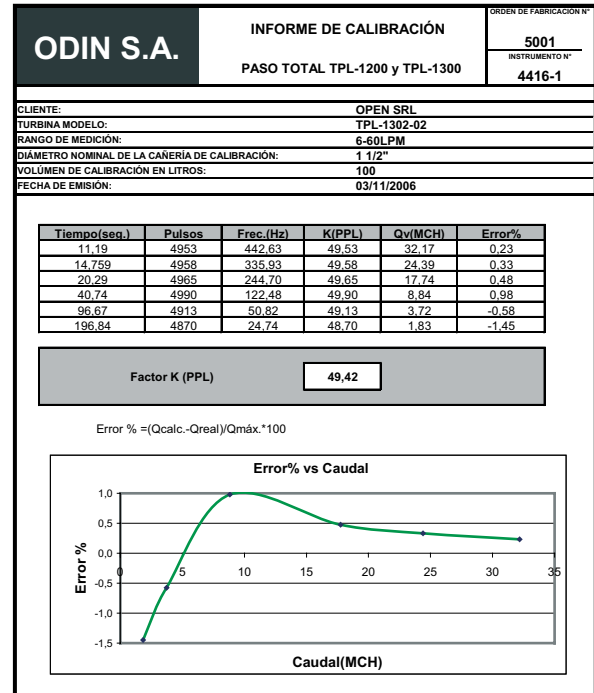 ODIN S.A.
INFORME DE CALIBRACIÓN
PASO TOTAL TPL-1200 y TPL-1300
ORDEN DE FABRICACIÓN N°
5001
INSTRUMENTO N°
4416-1
CLIENTE: OPEN SRL
TURBINA MODELO: TPL-1302-02
RANGO DE MEDICIÓN: 6-60LPM
DIÁMETRO NOMINAL DE LA CAÑERÍA DE CALIBRACIÓN: 1 1/2"
VOLÚMEN DE CALIBRACIÓN EN LITROS: 100
FECHA DE EMISIÓN: 03/11/2006
Tiempo(seg.) Pulsos Frec.(Hz) K(PPL) Qv(MCH) Error%
11,19 4953 442,63 49,53 32,17 0,23
14,759 4958 335,93 49,58 24,39 0,33
20,29 4965 244,70 49,65 17,74 0,48
40,74 4990 122,48 49,90 8,84 0,98
96,67 4913 50,82 49,13 3,72 -0,58
196,84 4870 24,74 48,70 1,83 -1,45
Factor K (PPL) 49,42
Error % =(Qcalc.-Qreal)/Qmáx.*100
Error% vs Caudal
Error %
1,0
0,5
0,0
-0,5
-1,0
-1,5
0 5 10 15 20 25 30 35
Caudal(MCH)